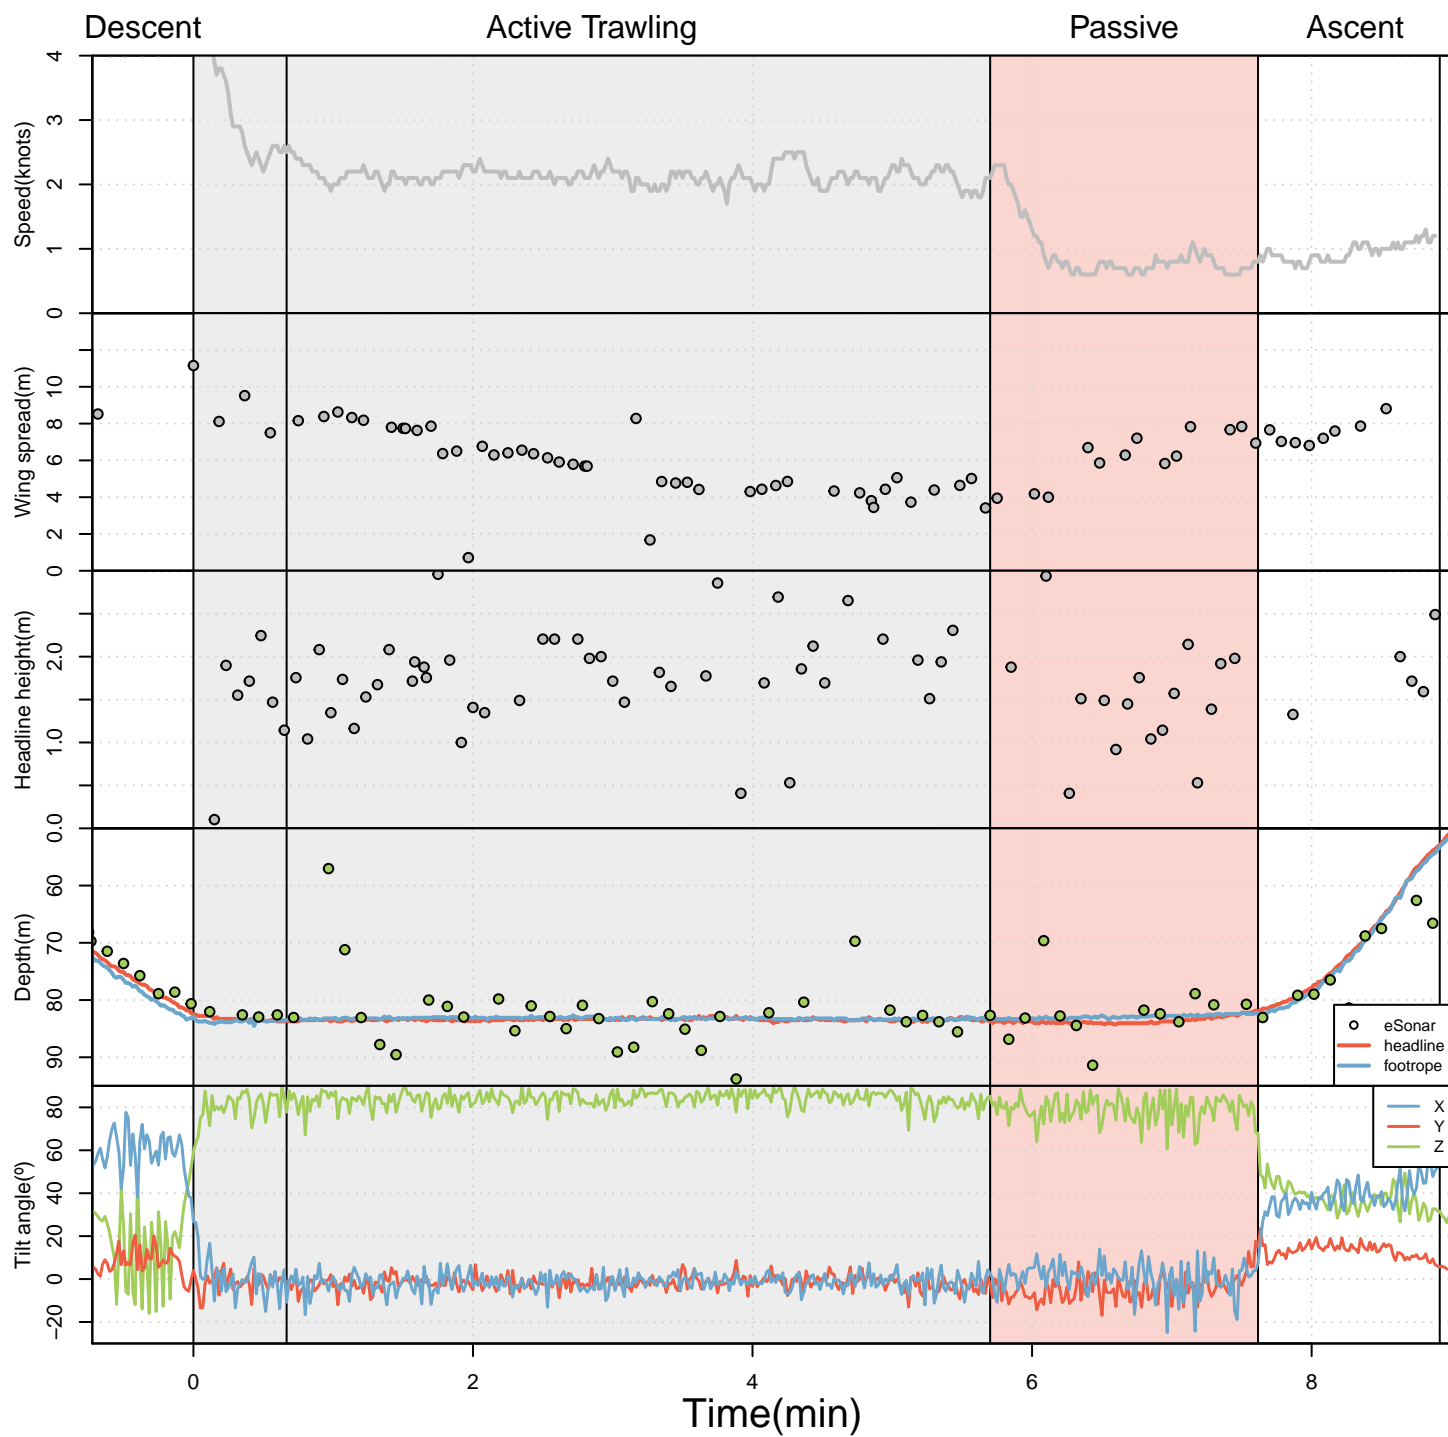 Descent Active Trawling Passive Ascent
Speed(knots)
4
3
2
1
0
Wing spread(m)
10
8
6
4
2
0
Headline height(m)
2.0
1.0
0.0
Depth(m)
60
70
80
90
eSonar
headline
footrope
Tilt angle(º)
80
60
40
20
0
−20
X
Y
Z
0 2 4 6 8
Time(min)